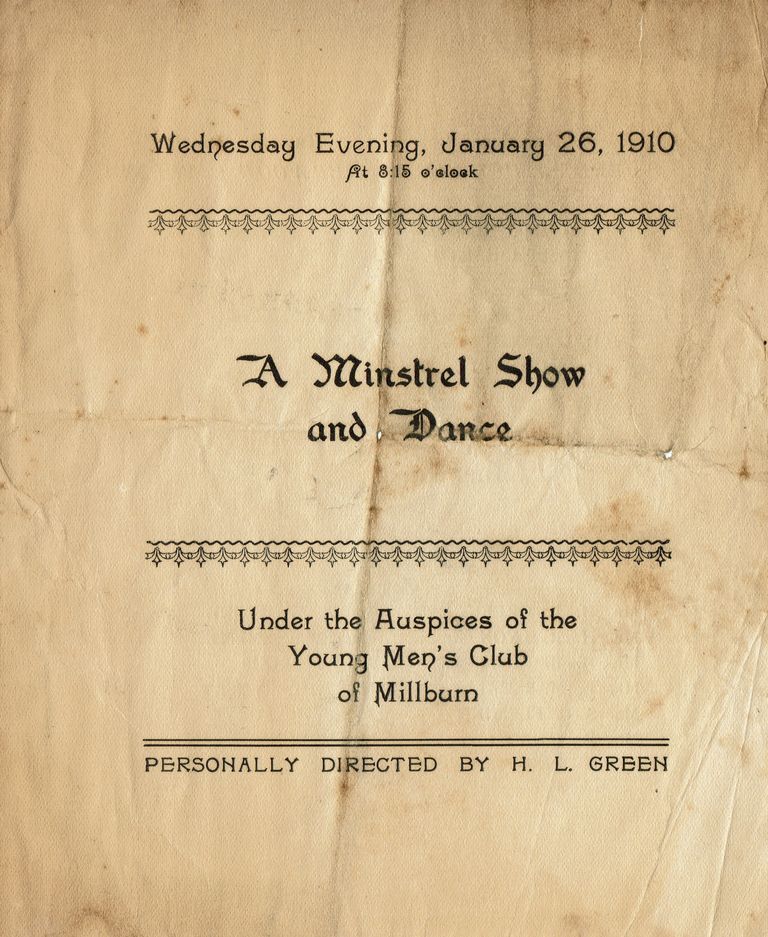 Wednesday Evening, January 26, 1910
At 8:15 o'clock
A Minstrel Show
and Dance
Under the Auspices of the
Young Men's Club
of Millburn
PERSONALLY DIRECTED BY H. L. GREEN